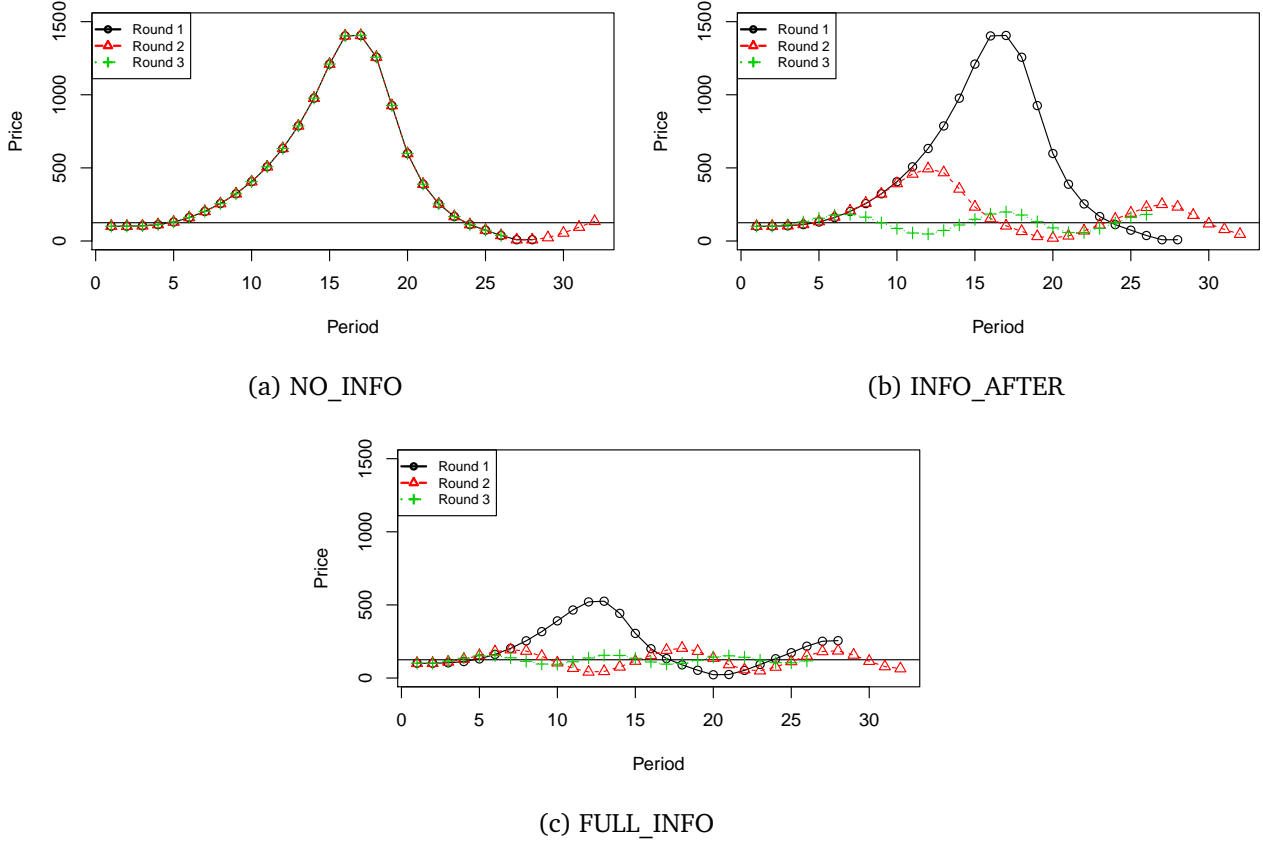 Round 1
Round 2
Round 3
1500
1000
500
0
Price
0 5 10 15 20 25 30
Period
(a) NO_INFO
Round 1
Round 2
Round 3
1500
1000
500
0
Price
0 5 10 15 20 25 30
Period
(b) INFO_AFTER
Round 1
Round 2
Round 3
1500
1000
500
0
Price
0 5 10 15 20 25 30
Period
(c) FULL_INFO